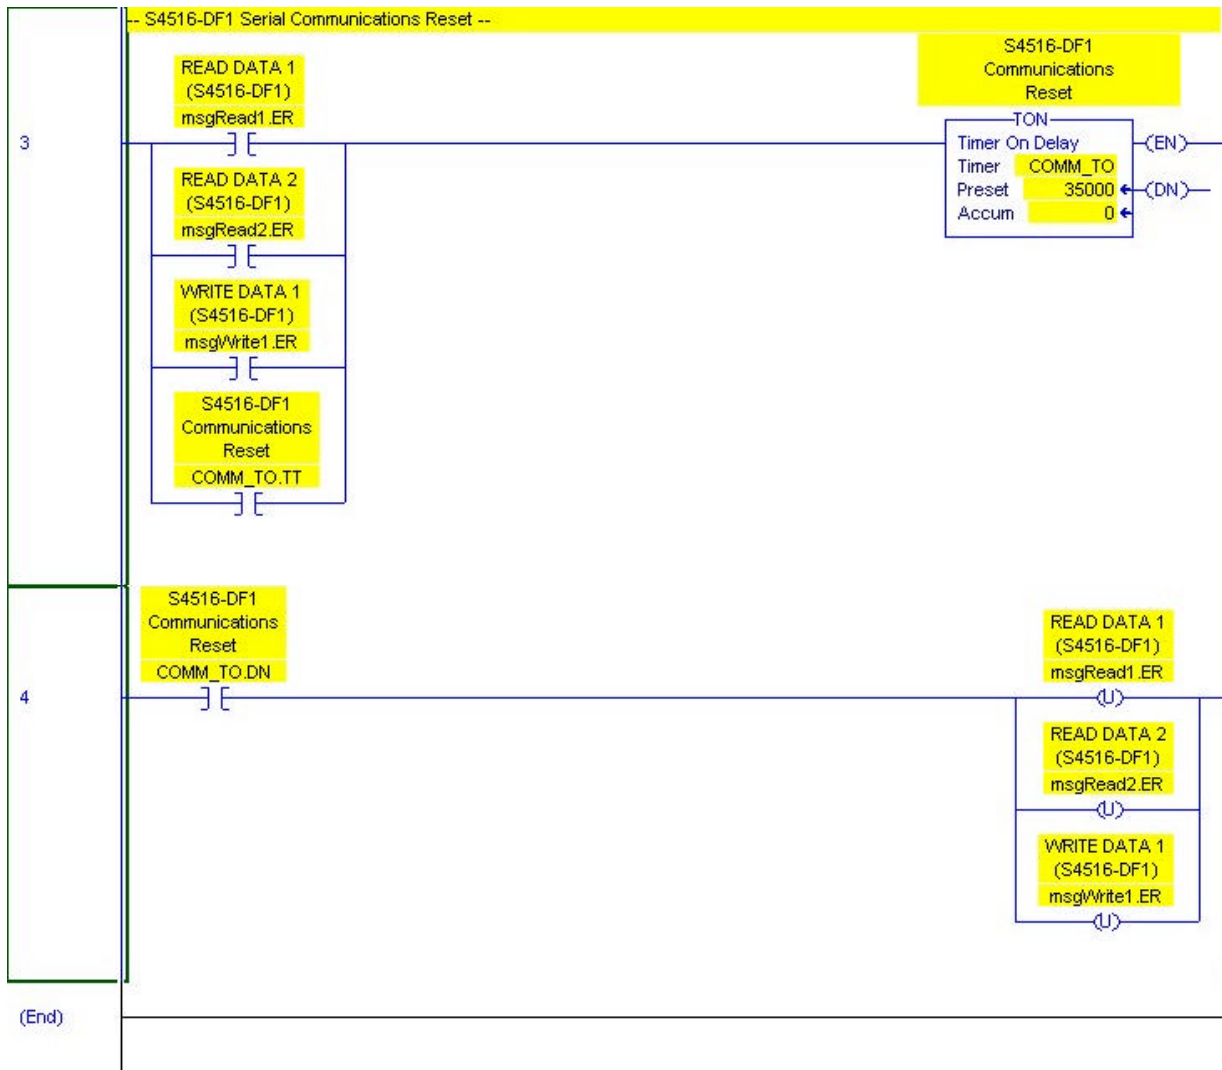 -- S4516-DF1 Serial Communications Reset --
S4516-DF1
Communications
Reset
READ DATA 1
(S4516-DF1)
msgRead1.ER
3
TON
Timer On Delay
(EN)
Timer COMM_TO
Preset 35000
(DN)
Accum 0
READ DATA 2
(S4516-DF1)
msgRead2.ER
WRITE DATA 1
(S4516-DF1)
msgWrite1.ER
S4516-DF1
Communications
Reset
COMM_TO.TT
4
S4516-DF1
Communications
Reset
COMM_TO.DN
READ DATA 1
(S4516-DF1)
msgRead1.ER
(U)
READ DATA 2
(S4516-DF1)
msgRead2.ER
(U)
WRITE DATA 1
(S4516-DF1)
msgWrite1.ER
(U)
(End)